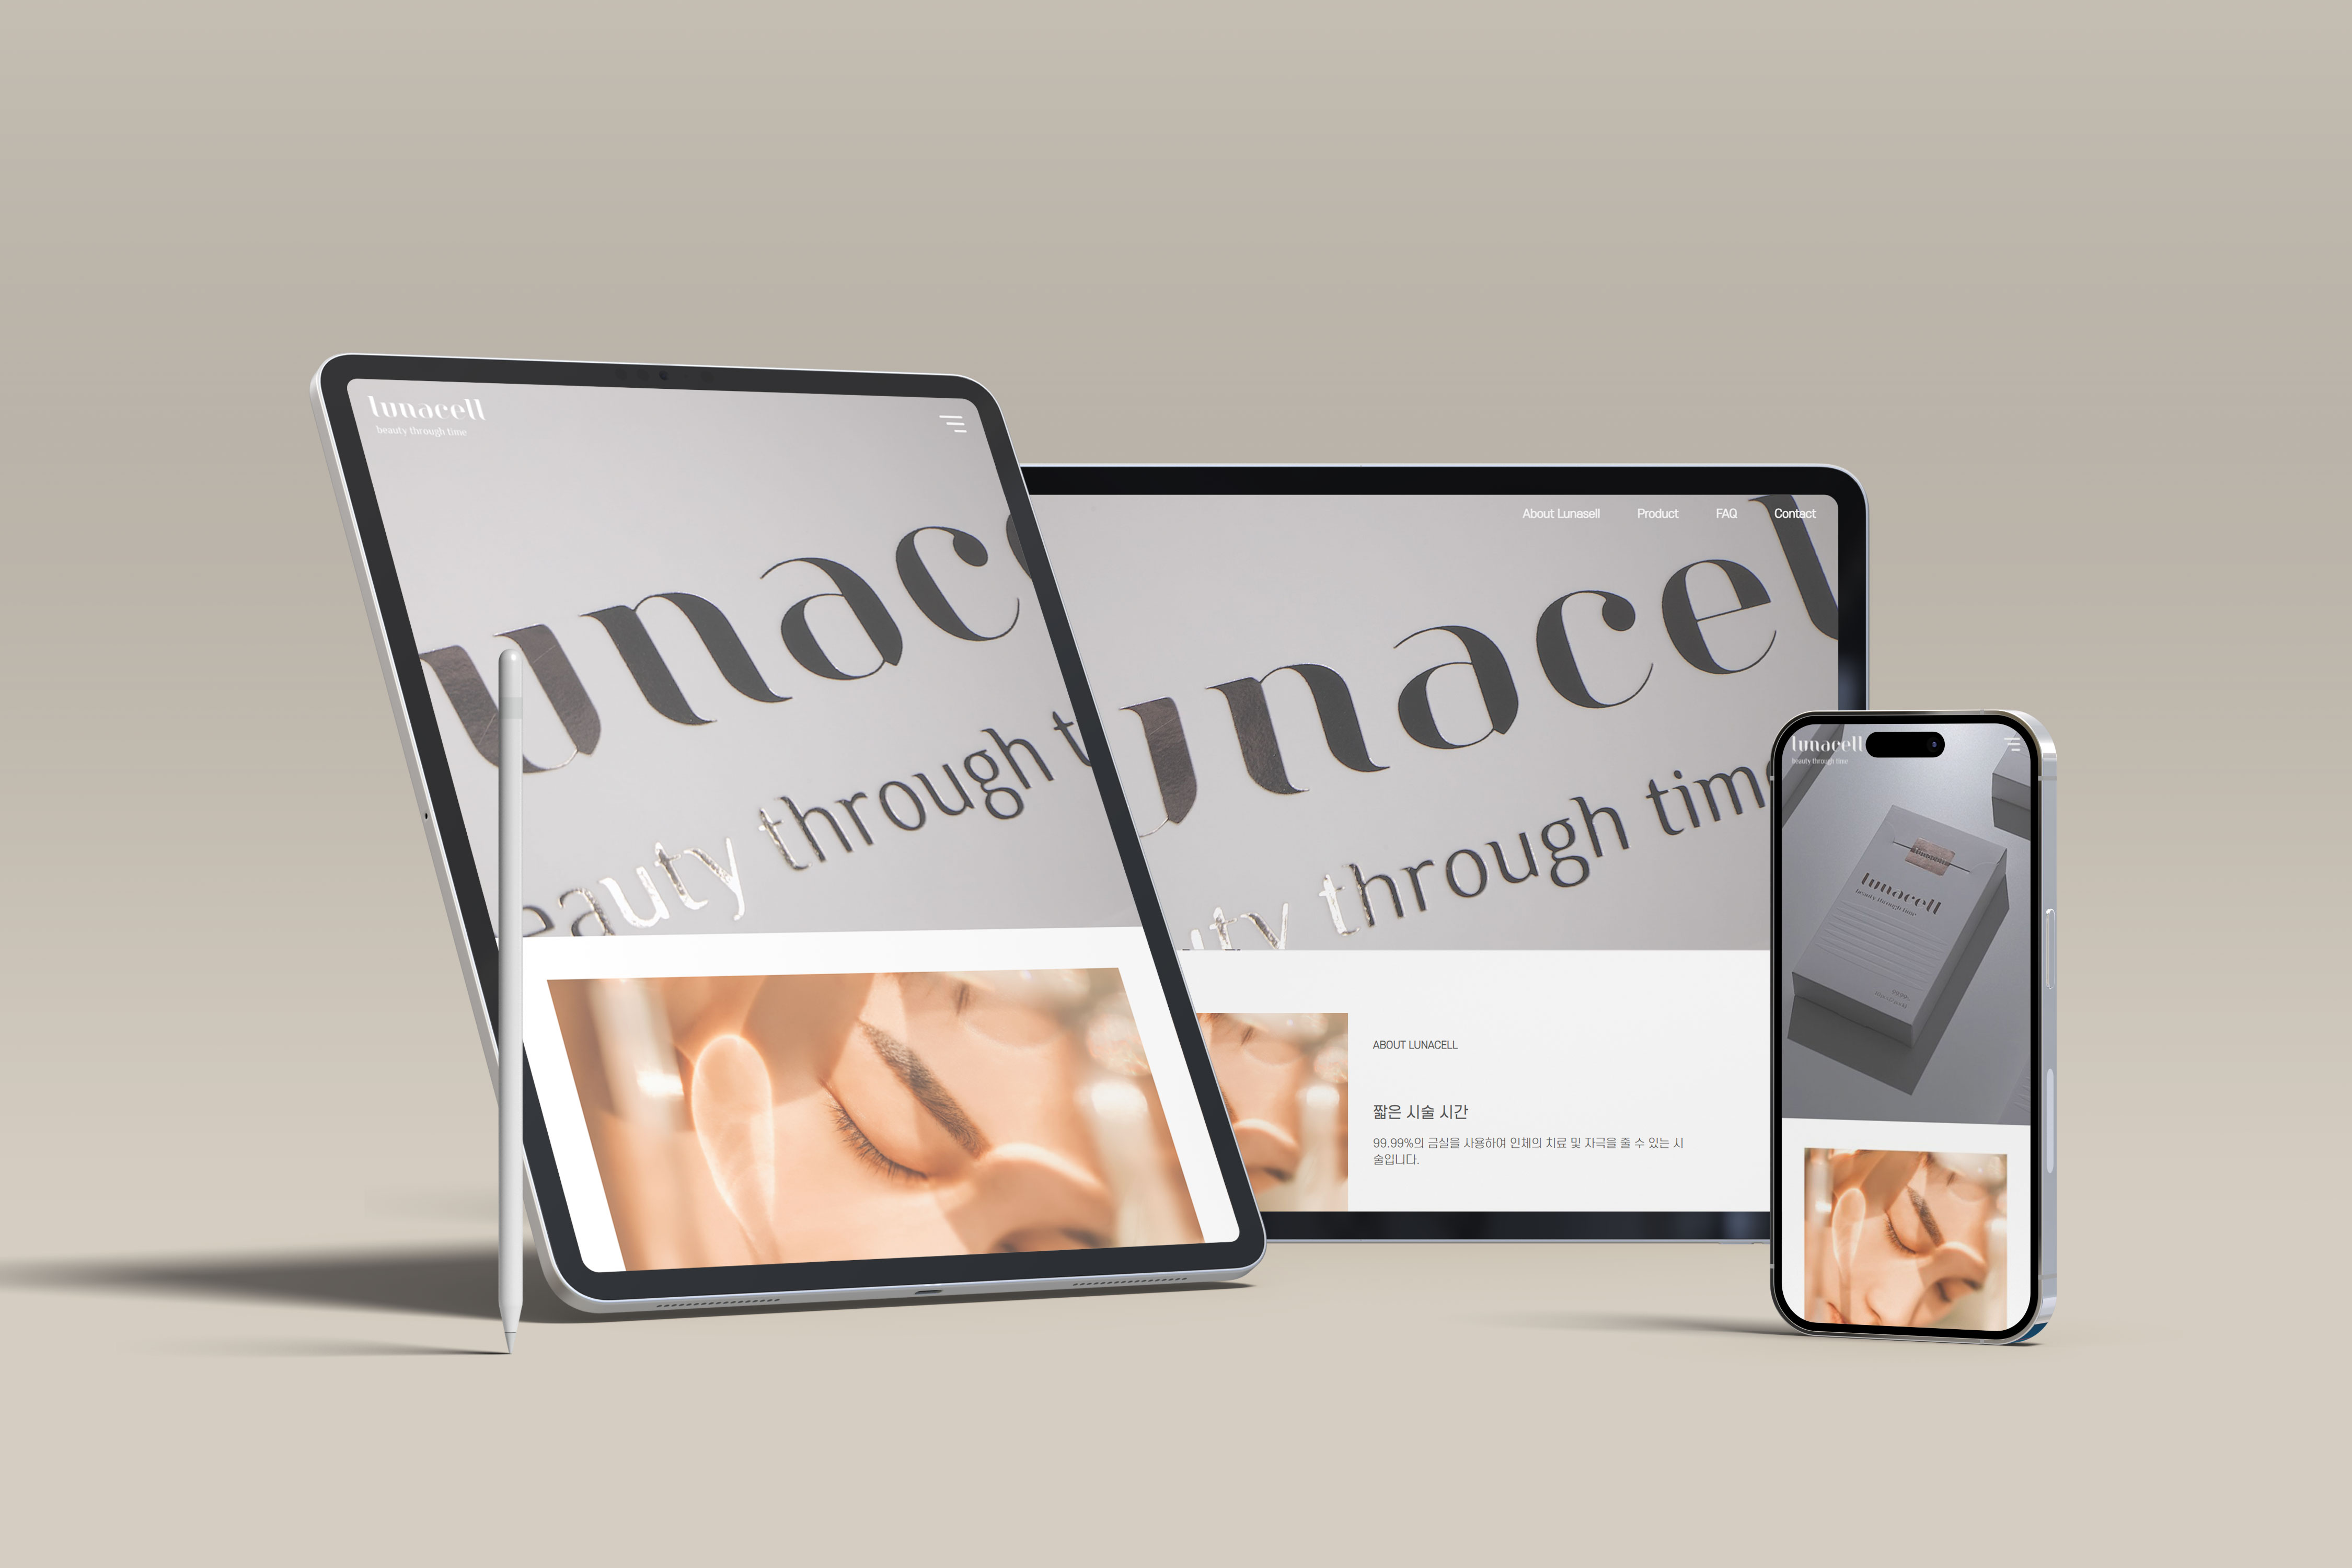 lunacell
beauty through time
unac
eauty through t
About Lunasell Product FAQ Contact
unacel
ty through time
ABOUT LUNACELL
짧은 시술 시간
99.99%의 금실을 사용하여 인체의 치료 및 자극을 줄 수 있는 시
술입니다.
lunacell
beauty through time
lunacell
beauty through time